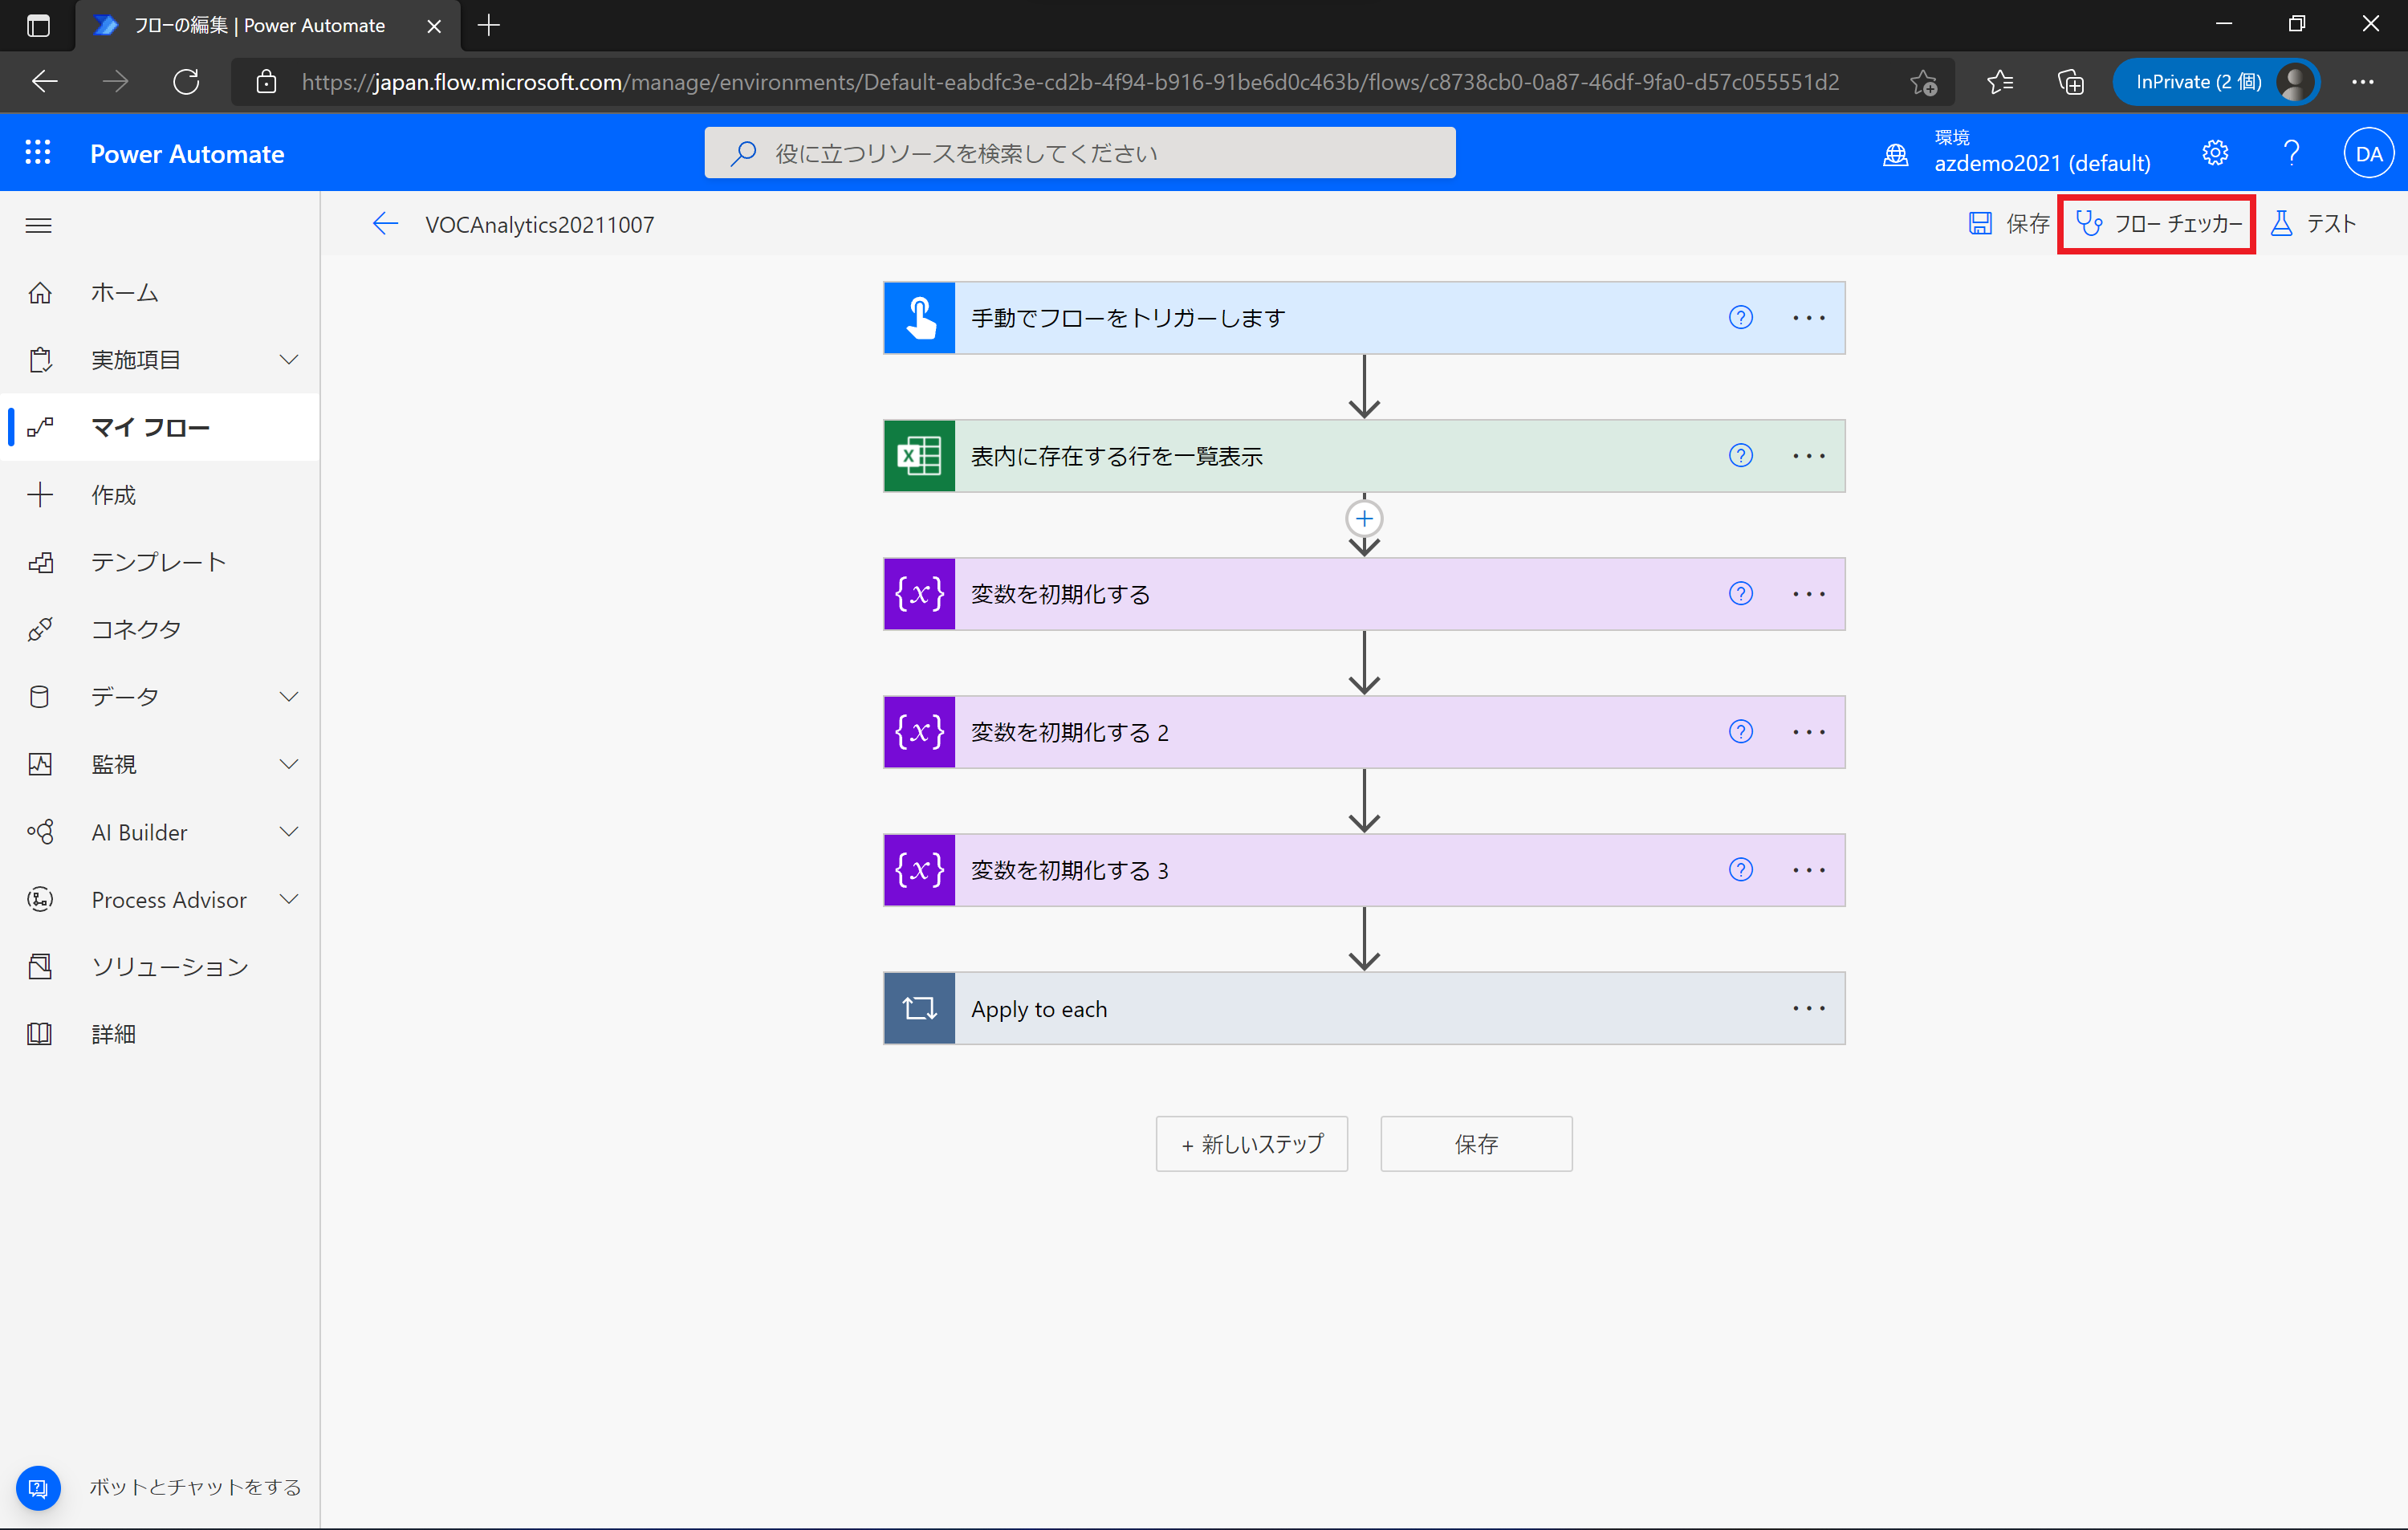 フローの編集 | Power Automate
https://japan.flow.microsoft.com/manage/environments/Default-eabdfc3e-cd2b-4f94-b916-91be6d0c463b/flows/c8738cb0-0a87-46df-9fa0-d57c055551d2
InPrivate (2 個)
Power Automate
役に立つリソースを検索してください
環境
azdemo2021 (default)
DA
VOCAnalytics20211007
保存
フロー チェッカー
テスト
ホーム
実施項目
マイ フロー
作成
テンプレート
コネクタ
データ
監視
AI Builder
Process Advisor
ソリューション
詳細
ボットとチャットをする
手動でフローをトリガーします
表内に存在する行を一覧表示
{x} 変数を初期化する
{x} 変数を初期化する 2
{x} 変数を初期化する 3
Apply to each
+ 新しいステップ
保存